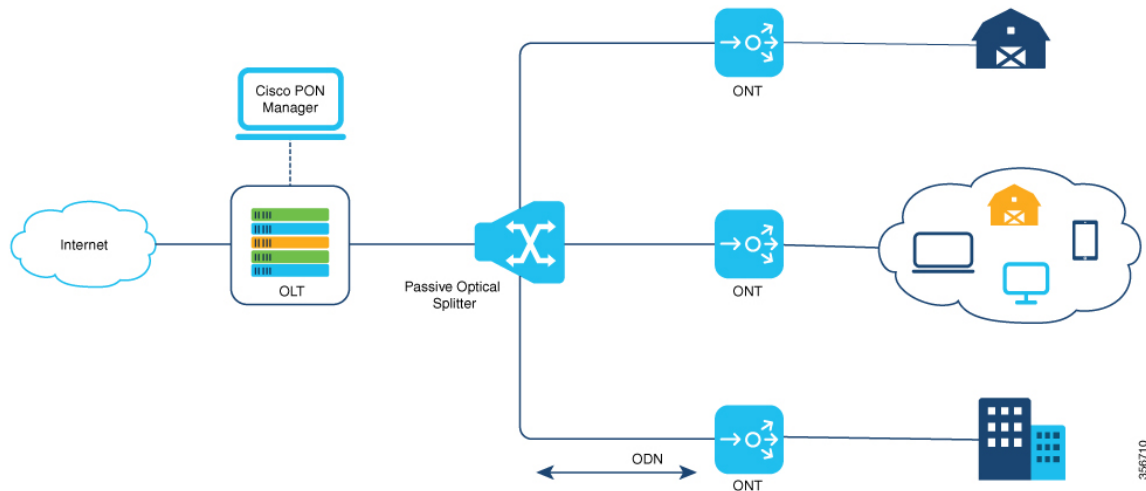 ONT
Cisco PON
Manager
Internet
OLT
Passive Optical
Splitter
ONT
ODN
ONT
356710